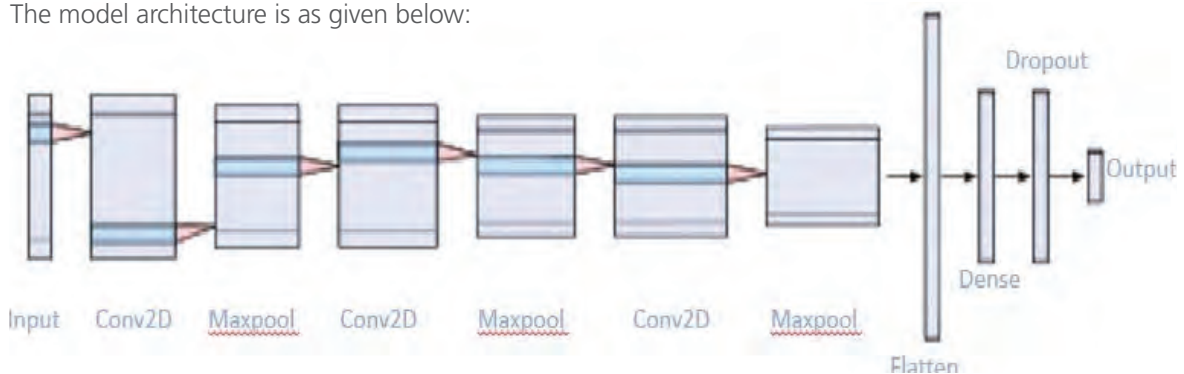 The model architecture is as given below:
Dropout
Output
Dense
Input Conv2D Maxpool Conv2D Maxpool Conv2D Maxpool
Flatten